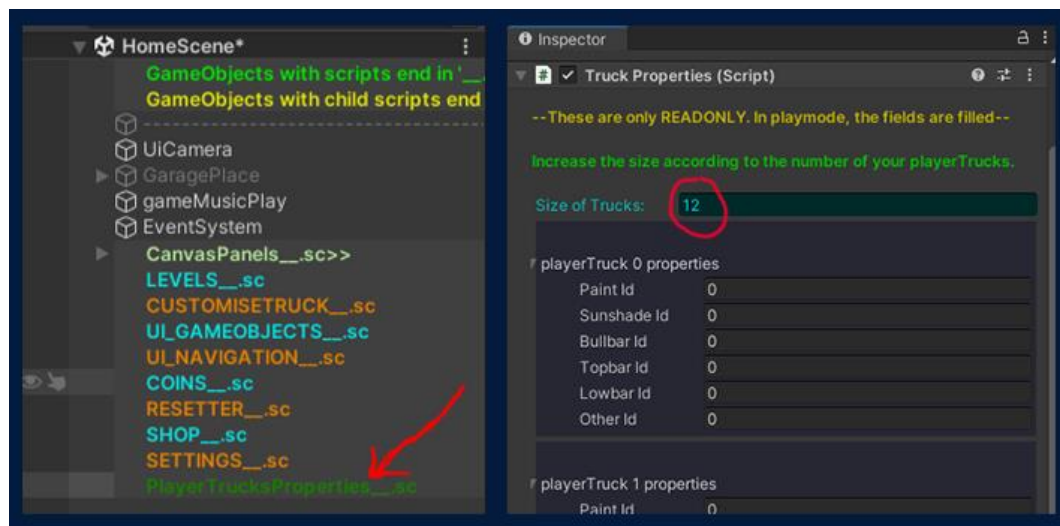 HomeScene*
GameObjects with scripts end in '__.
GameObjects with child scripts end
UiCamera
GaragePlace
gameMusicPlay
EventSystem
CanvasPanels__.sc>>
LEVELS__.sc
CUSTOMISETRUCK__.sc
UI_GAMEOBJECTS__.sc
UI_NAVIGATION__.sc
COINS__.sc
RESETTER__.sc
SHOP__.sc
SETTINGS__.sc
PlayerTrucksProperties__.sc
Inspector
# Truck Properties (Script)
--These are only READONLY. In playmode, the fields are filled--
Increase the size according to the number of your playerTrucks.
Size of Trucks: 12
playerTruck 0 properties
Paint Id 0
Sunshade Id 0
Bullbar Id 0
Topbar Id 0
Lowbar Id 0
Other Id 0
playerTruck 1 properties
Paint Id 0